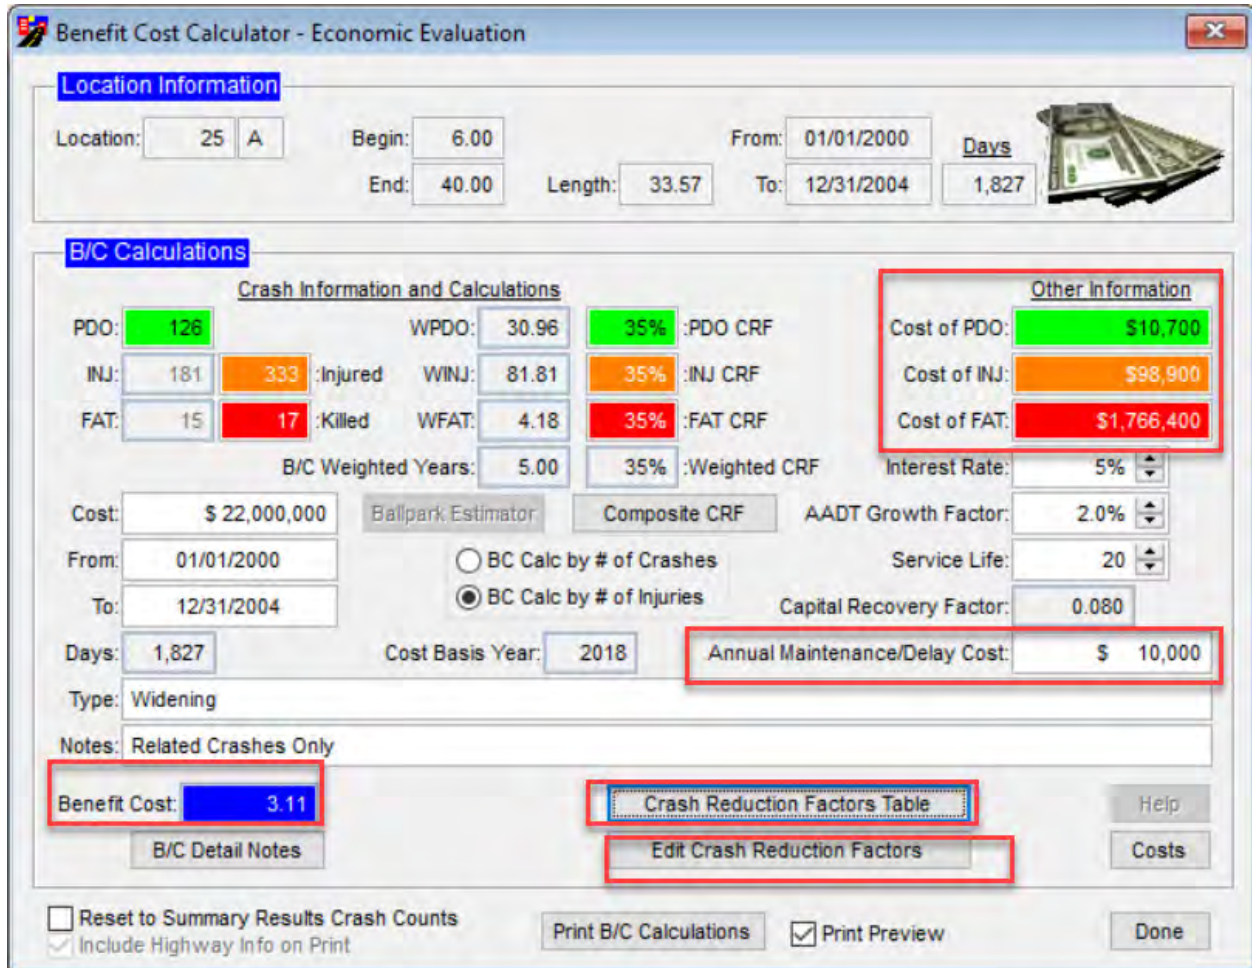 Benefit Cost Calculator - Economic Evaluation
Location Information
Location: 25 A Begin: 6.00 From: 01/01/2000 Days
End: 40.00 Length: 33.57 To: 12/31/2004 1,827
B/C Calculations
Crash Information and Calculations Other Information
PDO: 126 WPDO: 30.96 35% :PDO CRF Cost of PDO: $10,700
INJ: 181 333 :Injured WINJ: 81.81 35% :INJ CRF Cost of INJ: $98,900
FAT: 15 17 :Killed WFAT: 4.18 35% :FAT CRF Cost of FAT: $1,766,400
B/C Weighted Years: 5.00 35% :Weighted CRF Interest Rate: 5%
Cost: $ 22,000,000 Ballpark Estimator Composite CRF AADT Growth Factor: 2.0%
From: 01/01/2000 BC Calc by # of Crashes Service Life: 20
To: 12/31/2004 BC Calc by # of Injuries Capital Recovery Factor: 0.080
Days: 1,827 Cost Basis Year: 2018 Annual Maintenance/Delay Cost: $ 10,000
Type: Widening
Notes: Related Crashes Only
Benefit Cost: 3.11 Crash Reduction Factors Table Help
B/C Detail Notes Edit Crash Reduction Factors Costs
Reset to Summary Results Crash Counts
Include Highway Info on Print Print B/C Calculations Print Preview Done